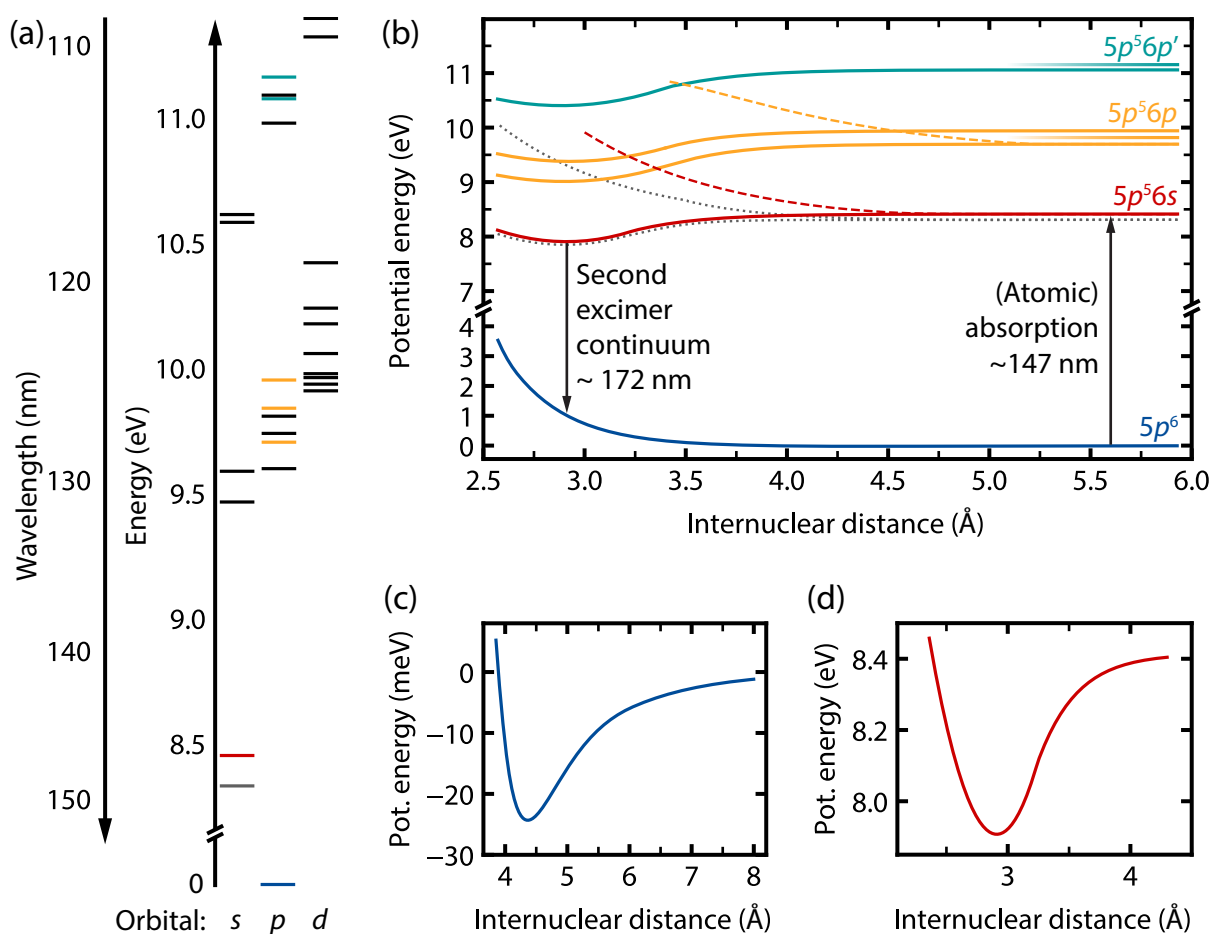 (a)
Wavelength (nm)
110
120
130
140
150
Energy (eV)
11.0
10.5
10.0
9.5
9.0
8.5
0
Orbital: s p d
(b)
Potential energy (eV)
11
10
9
8
7
4
3
2
1
0
5p⁵6p′
5p⁵6p
5p⁵6s
5p⁶
Second
excimer
continuum
~ 172 nm
(Atomic)
absorption
~147 nm
2.5 3.0 3.5 4.0 4.5 5.0 5.5 6.0
Internuclear distance (Å)
(c)
Pot. energy (meV)
0
−10
−20
−30
4 5 6 7 8
Internuclear distance (Å)
(d)
Pot. energy (eV)
8.4
8.2
8.0
3 4
Internuclear distance (Å)